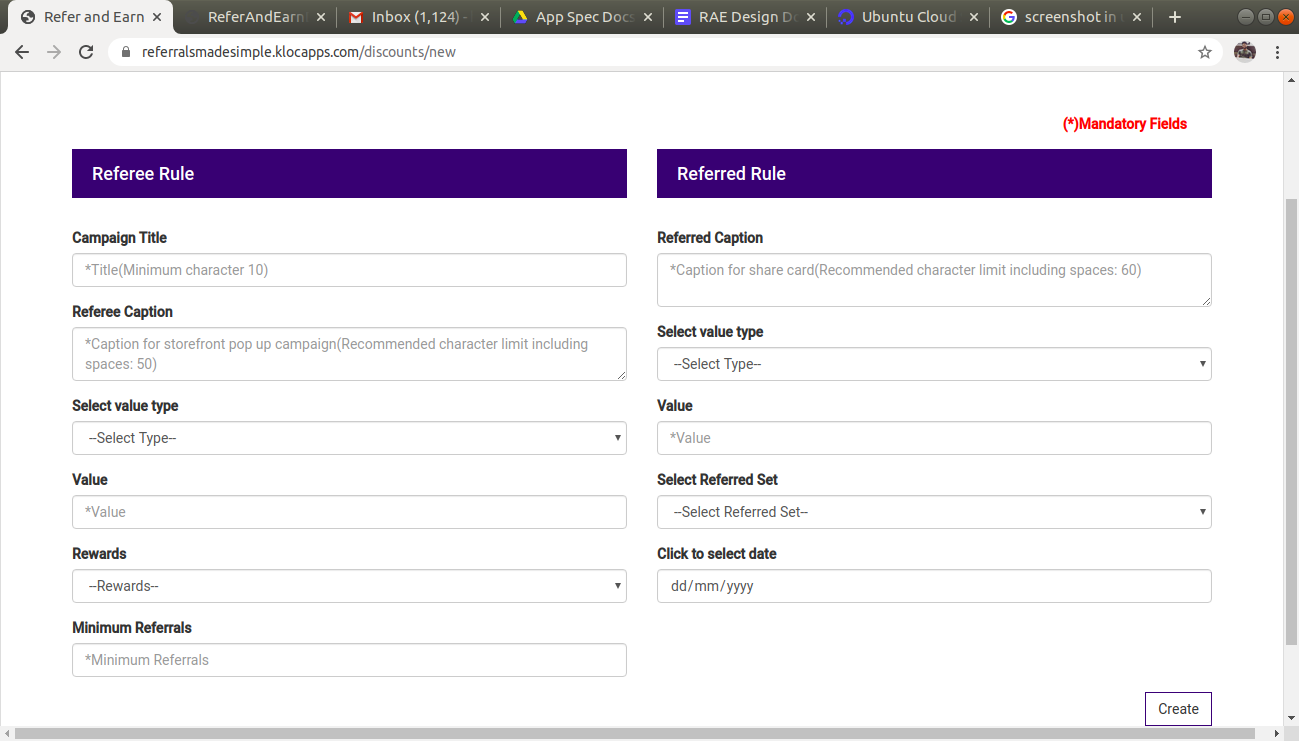 Refer and Earn
ReferAndEarn
Inbox (1,124) -
App Spec Docs
RAE Design Do
Ubuntu Cloud
screenshot in
referralsmadesimple.klocapps.com/discounts/new
(*)Mandatory Fields
Referee Rule
Campaign Title
*Title(Minimum character 10)
Referee Caption
*Caption for storefront pop up campaign(Recommended character limit including
spaces: 50)
Select value type
--Select Type--
Value
*Value
Rewards
--Rewards--
Minimum Referrals
*Minimum Referrals
Referred Rule
Referred Caption
*Caption for share card(Recommended character limit including spaces: 60)
Select value type
--Select Type--
Value
*Value
Select Referred Set
--Select Referred Set--
Click to select date
dd/mm/yyyy
Create